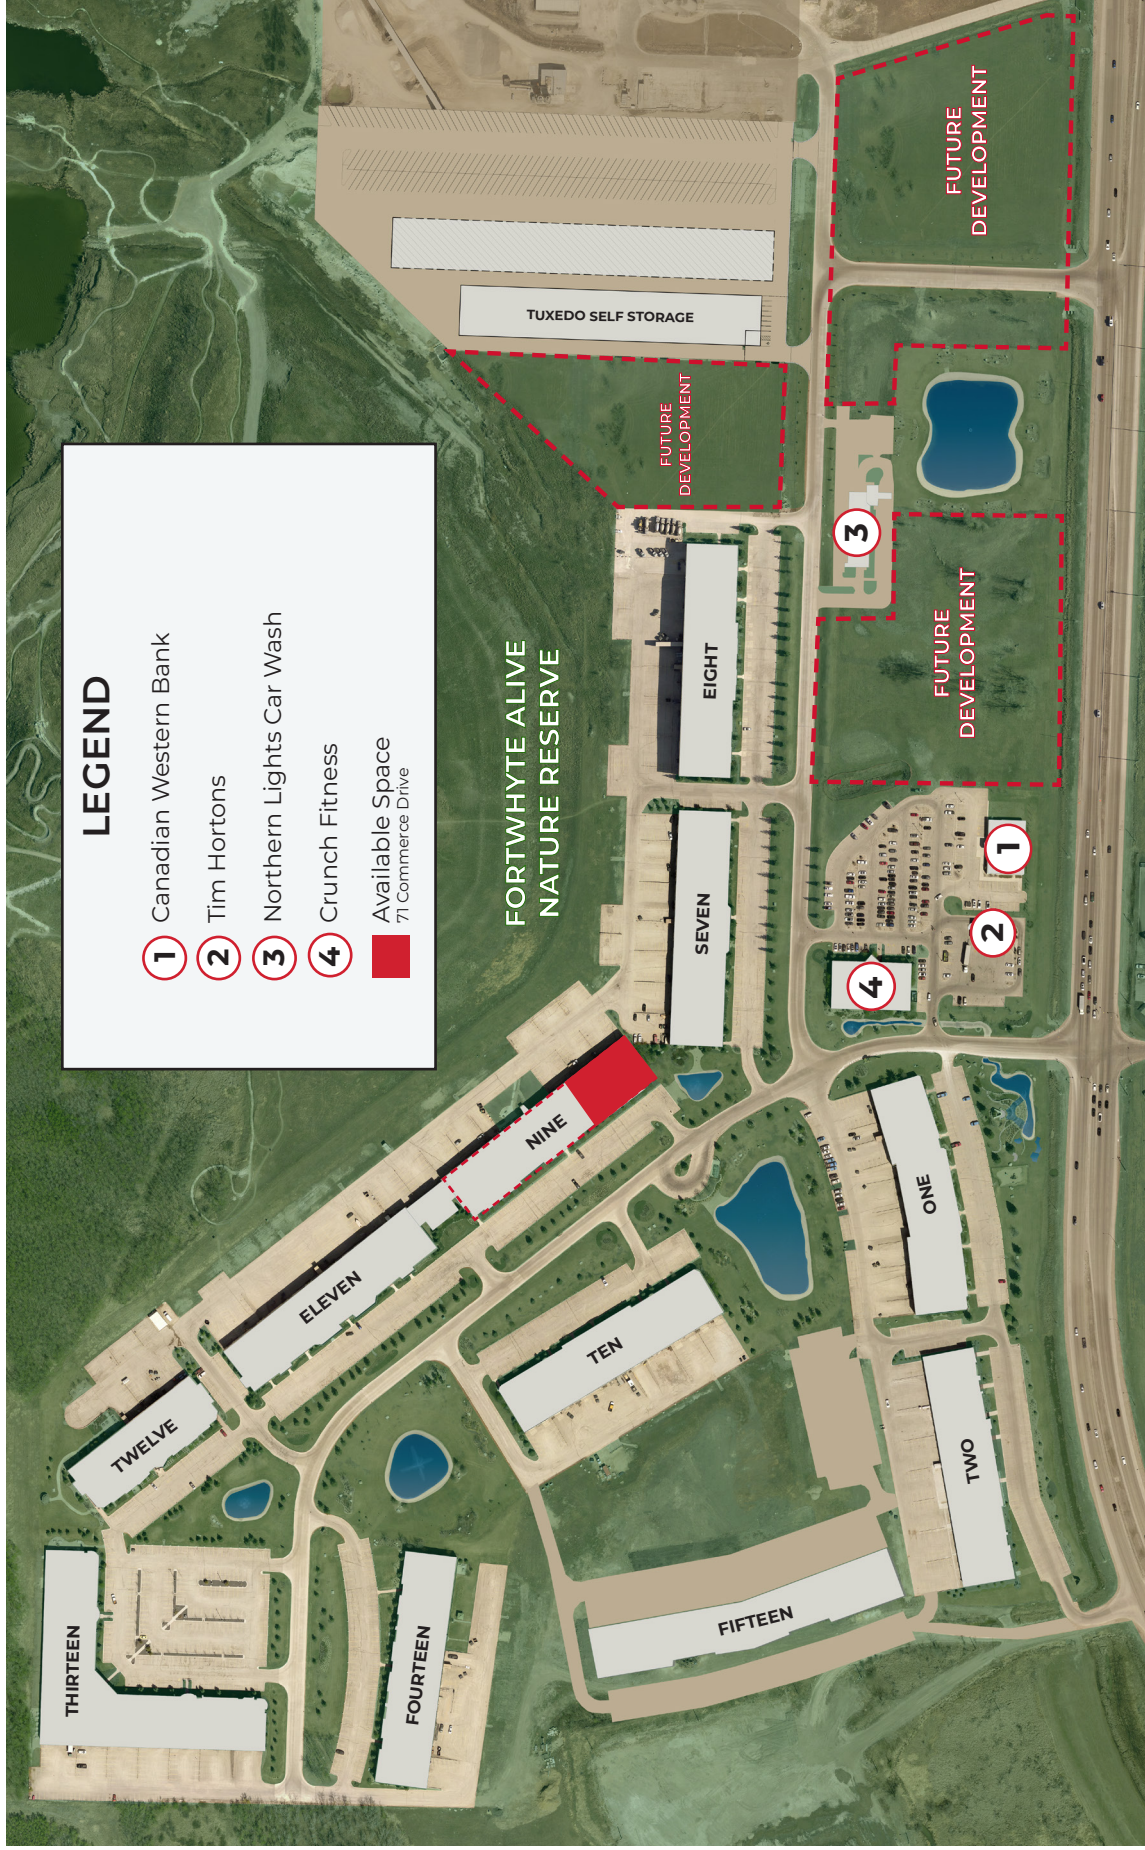 LEGEND
1 Canadian Western Bank
2 Tim Hortons
3 Northern Lights Car Wash
4 Crunch Fitness
Available Space
71 Commerce Drive
FORTWHYTE ALIVE
NATURE RESERVE
TUXEDO SELF STORAGE
FUTURE
DEVELOPMENT
FUTURE
DEVELOPMENT
FUTURE
DEVELOPMENT
THIRTEEN
TWELVE
ELEVEN
NINE
SEVEN
EIGHT
3
FOURTEEN
TEN
4
2
1
FIFTEEN
TWO
ONE